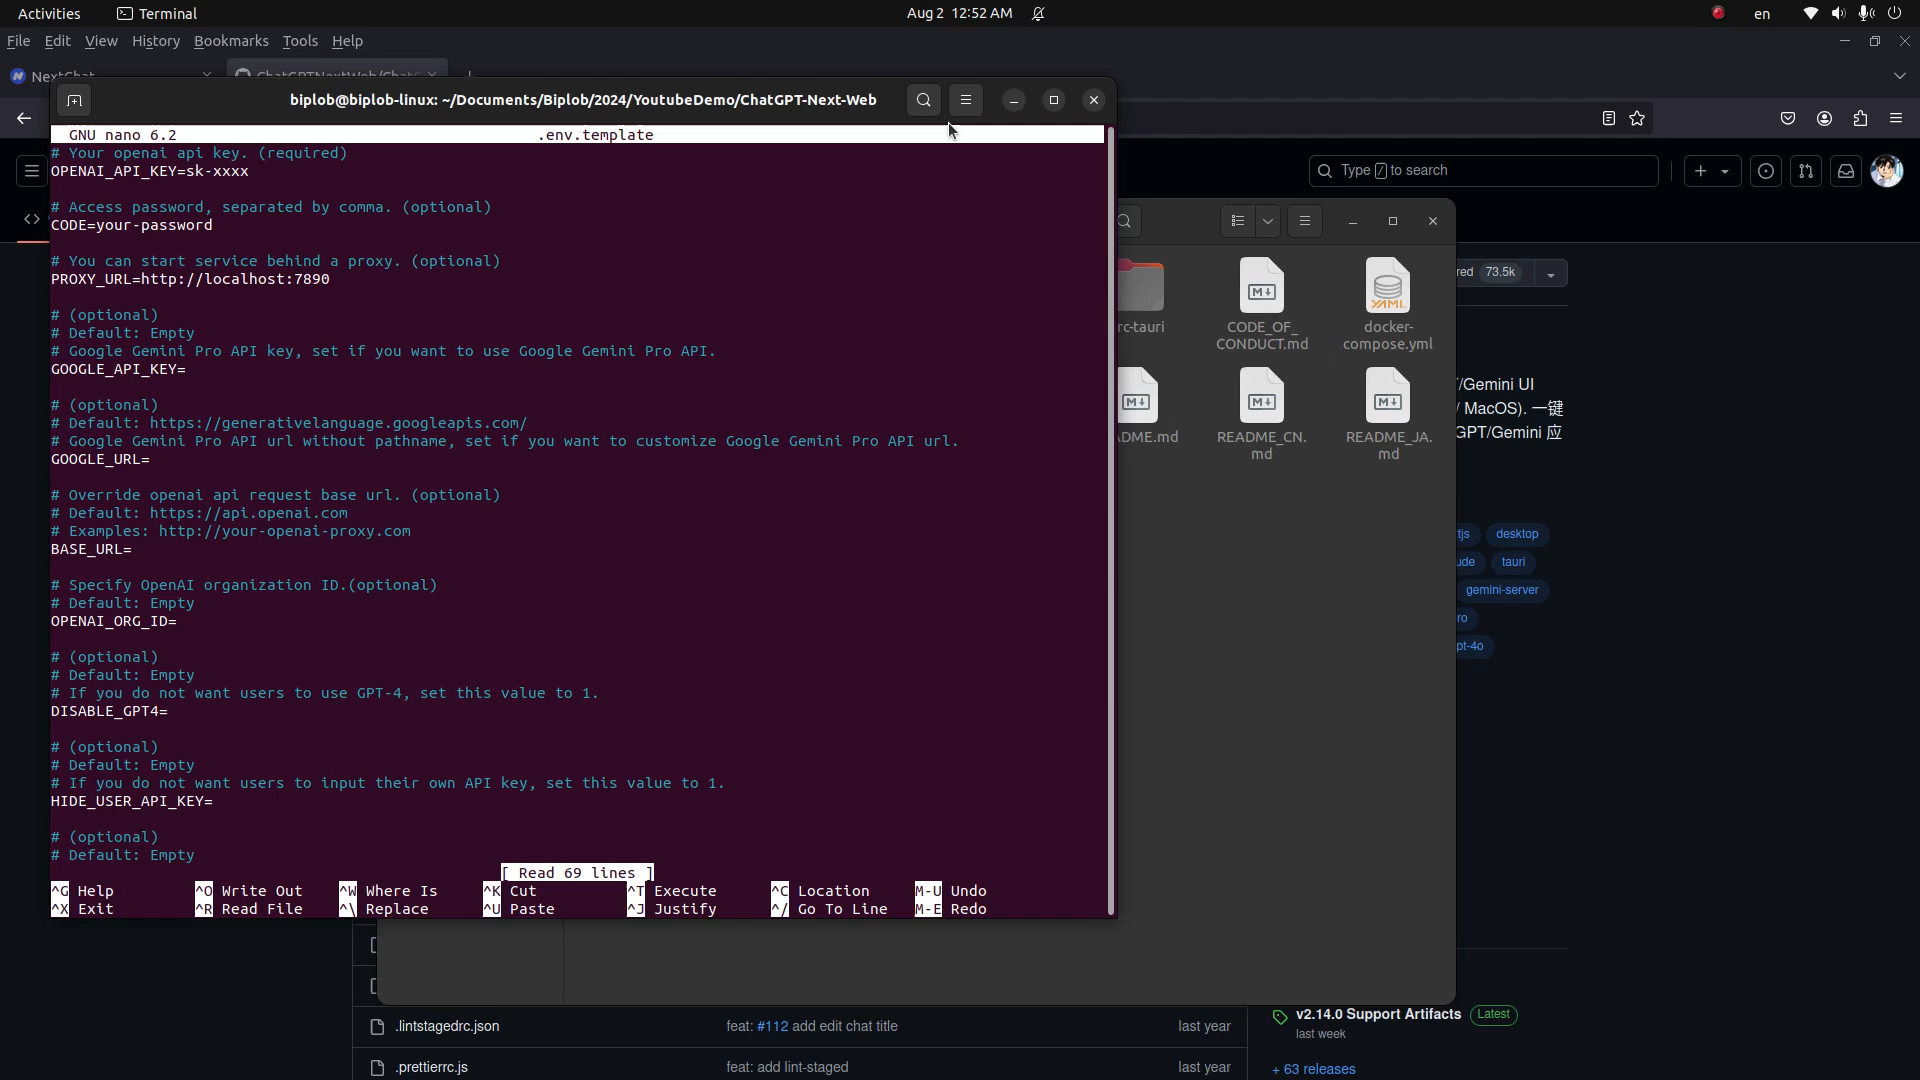 Activities
Terminal
Aug 2 12:52 AM
en
File Edit View History Bookmarks Tools Help
biplob@biplob-linux: ~/Documents/Biplob/2024/YoutubeDemo/ChatGPT-Next-Web
GNU nano 6.2 .env.template
# Your openai api key. (required)
OPENAI_API_KEY=sk-xxxx
# Access password, separated by comma. (optional)
CODE=your-password
# You can start service behind a proxy. (optional)
PROXY_URL=http://localhost:7890
# (optional)
# Default: Empty
# Google Gemini Pro API key, set if you want to use Google Gemini Pro API.
GOOGLE_API_KEY=
# (optional)
# Default: https://generativelanguage.googleapis.com/
# Google Gemini Pro API url without pathname, set if you want to customize Google Gemini Pro API url.
GOOGLE_URL=
# Override openai api request base url. (optional)
# Default: https://api.openai.com
# Examples: http://your-openai-proxy.com
BASE_URL=
# Specify OpenAI organization ID.(optional)
# Default: Empty
OPENAI_ORG_ID=
# (optional)
# Default: Empty
# If you do not want users to use GPT-4, set this value to 1.
DISABLE_GPT4=
# (optional)
# Default: Empty
# If you do not want users to input their own API key, set this value to 1.
HIDE_USER_API_KEY=
# (optional)
# Default: Empty
[ Read 69 lines ]
^G Help ^O Write Out ^W Where Is ^K Cut ^T Execute ^C Location M-U Undo
^X Exit ^R Read File ^\ Replace ^U Paste ^J Justify ^/ Go To Line M-E Redo
Type / to search
73.5k
rc-tauri
CODE_OF_
CONDUCT.md
YAML
docker-
compose.yml
M
M
M
M
DME.md
README_CN.
md
README_JA.
md
/Gemini UI
/ MacOS). 一键
GPT/Gemini 应
tjs desktop
ude tauri
gemini-server
ro
pt-4o
.lintstagedrc.json feat: #112 add edit chat title last year
.prettierrc.js feat: add lint-staged last year
v2.14.0 Support Artifacts Latest
last week
+ 63 releases